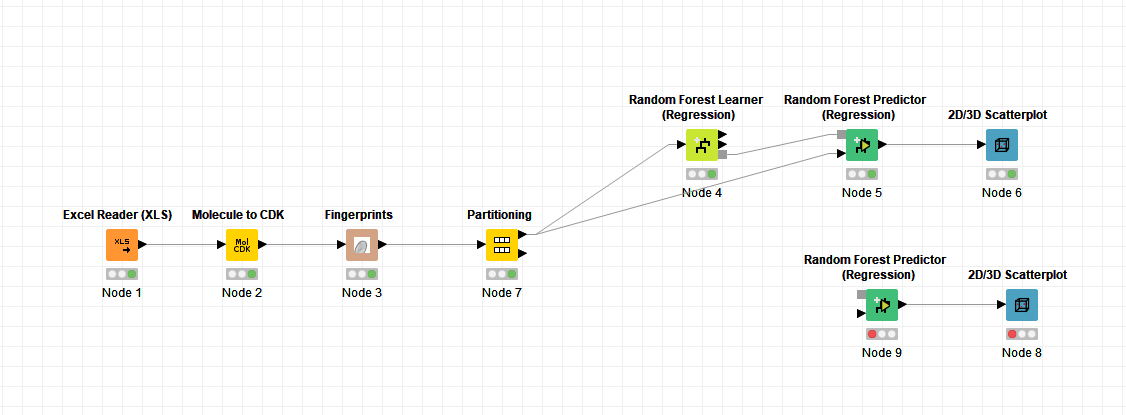 Random Forest Learner
(Regression)
Random Forest Predictor
(Regression)
2D/3D Scatterplot
Node 4
Node 5
Node 6
Excel Reader (XLS)
Molecule to CDK
Fingerprints
Partitioning
XLS
Mol
CDK
Node 1
Node 2
Node 3
Node 7
Random Forest Predictor
(Regression)
2D/3D Scatterplot
Node 9
Node 8